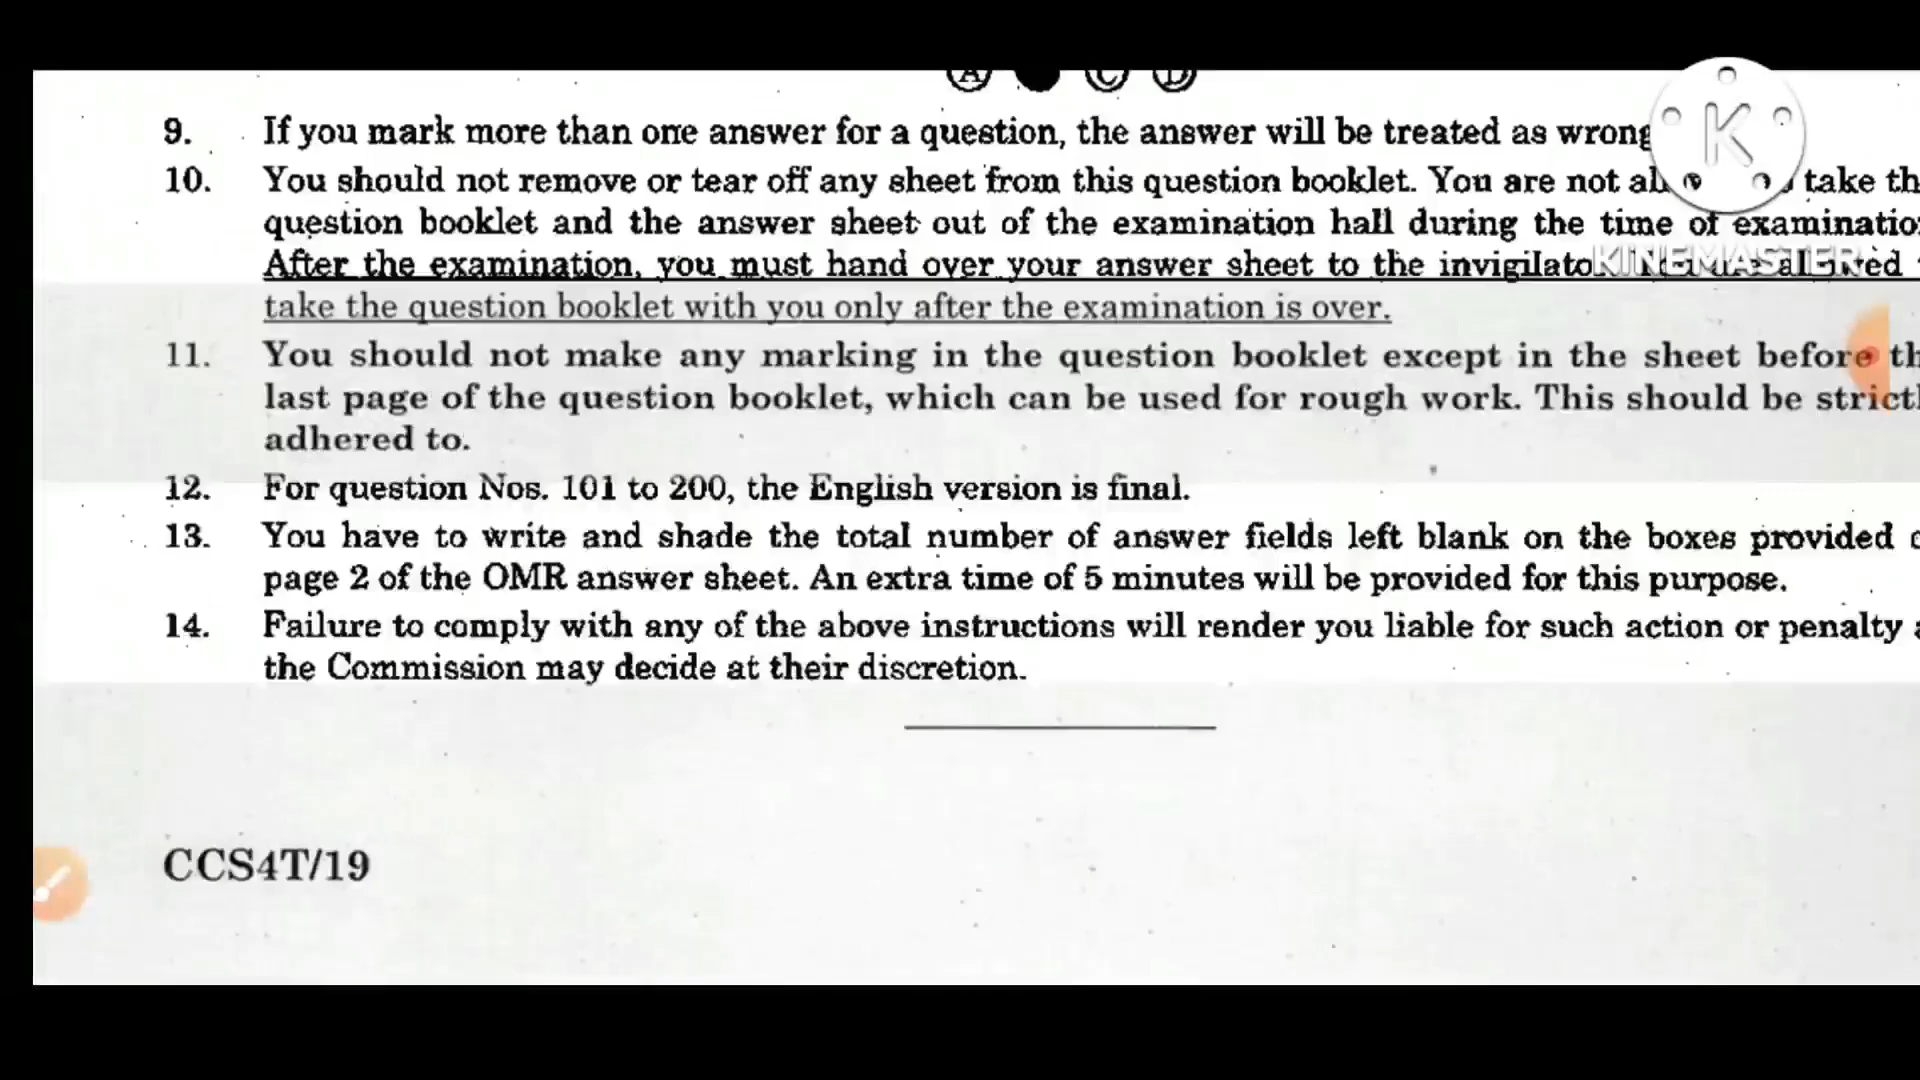 A C D
9. If you mark more than one answer for a question, the answer will be treated as wrong
10. You should not remove or tear off any sheet from this question booklet. You are not take
question booklet and the answer sheet out of the examination hall during the time of
After the examination, you must hand over your answer sheet to the
take the question booklet with you only after the examination is over.
11. You should not make any marking in the question booklet except in the sheet before
last page of the question booklet, which can be used for rough work. This should be
adhered to.
12. For question Nos. 101 to 200, the English version is final.
13. You have to write and shade the total number of answer fields left blank on the boxes provided
page 2 of the OMR answer sheet. An extra time of 5 minutes will be provided for this purpose.
14. Failure to comply with any of the above instructions will render you liable for such action or penalty
the Commission may decide at their discretion.
CCS4T/19
K
KINEMASTER